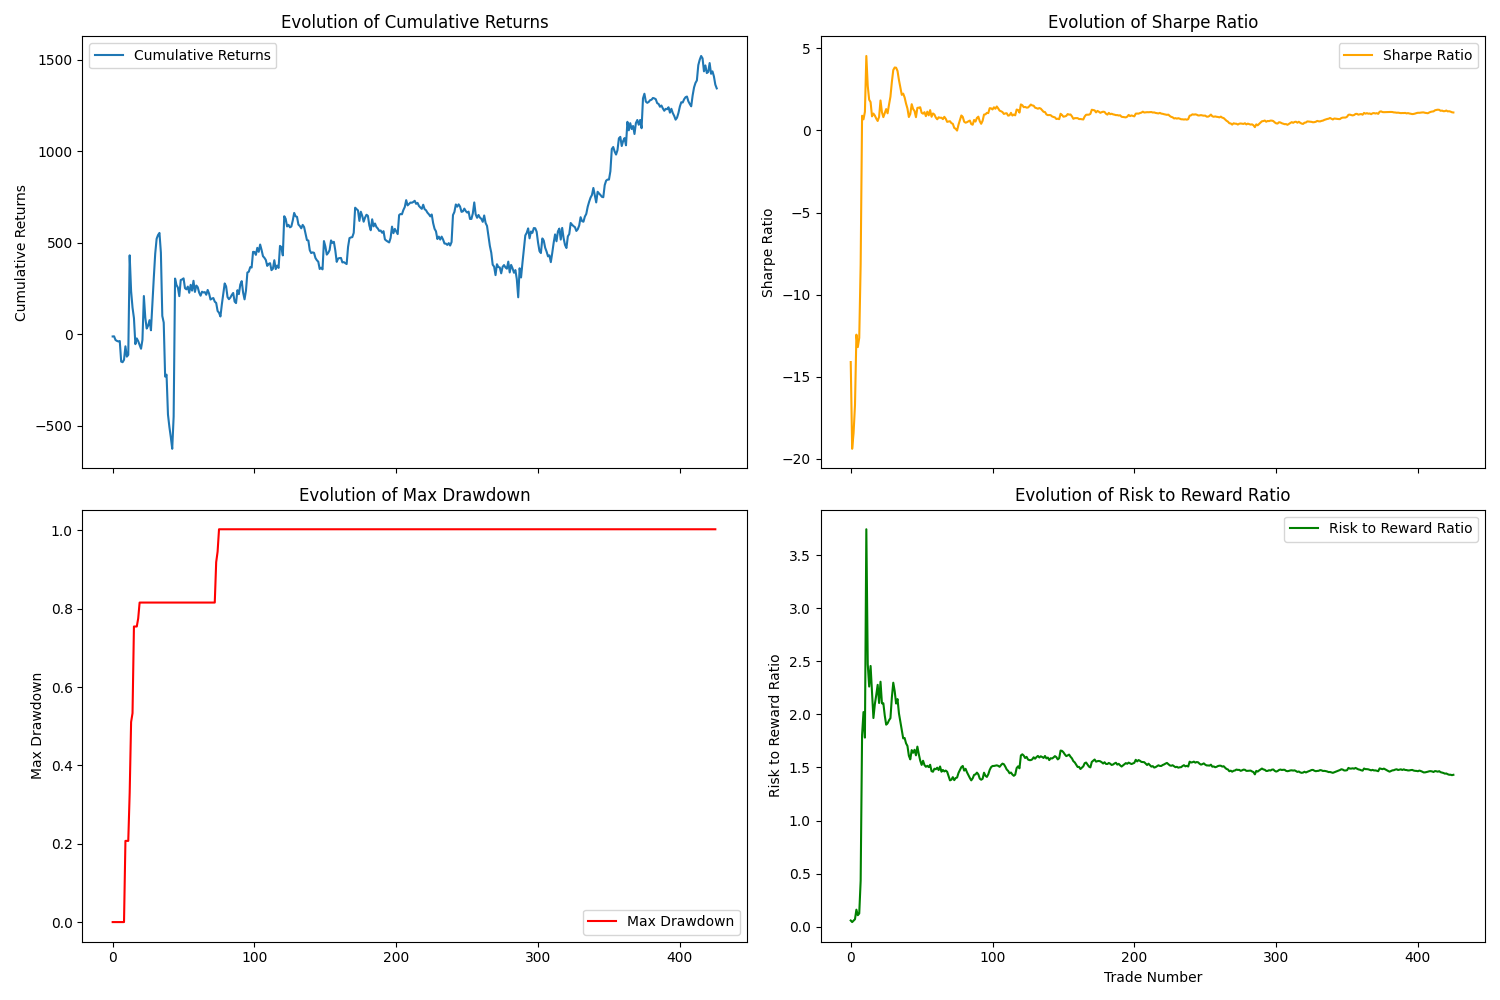 Evolution of Cumulative Returns
Cumulative Returns
1500
1000
500
0
−500
Cumulative Returns
Evolution of Sharpe Ratio
Sharpe Ratio
5
0
−5
−10
−15
−20
Sharpe Ratio
Evolution of Max Drawdown
1.0
0.8
0.6
0.4
0.2
0.0
Max Drawdown
Max Drawdown
0 100 200 300 400
Evolution of Risk to Reward Ratio
Risk to Reward Ratio
3.5
3.0
2.5
2.0
1.5
1.0
0.5
0.0
Risk to Reward Ratio
0 100 200 300 400
Trade Number